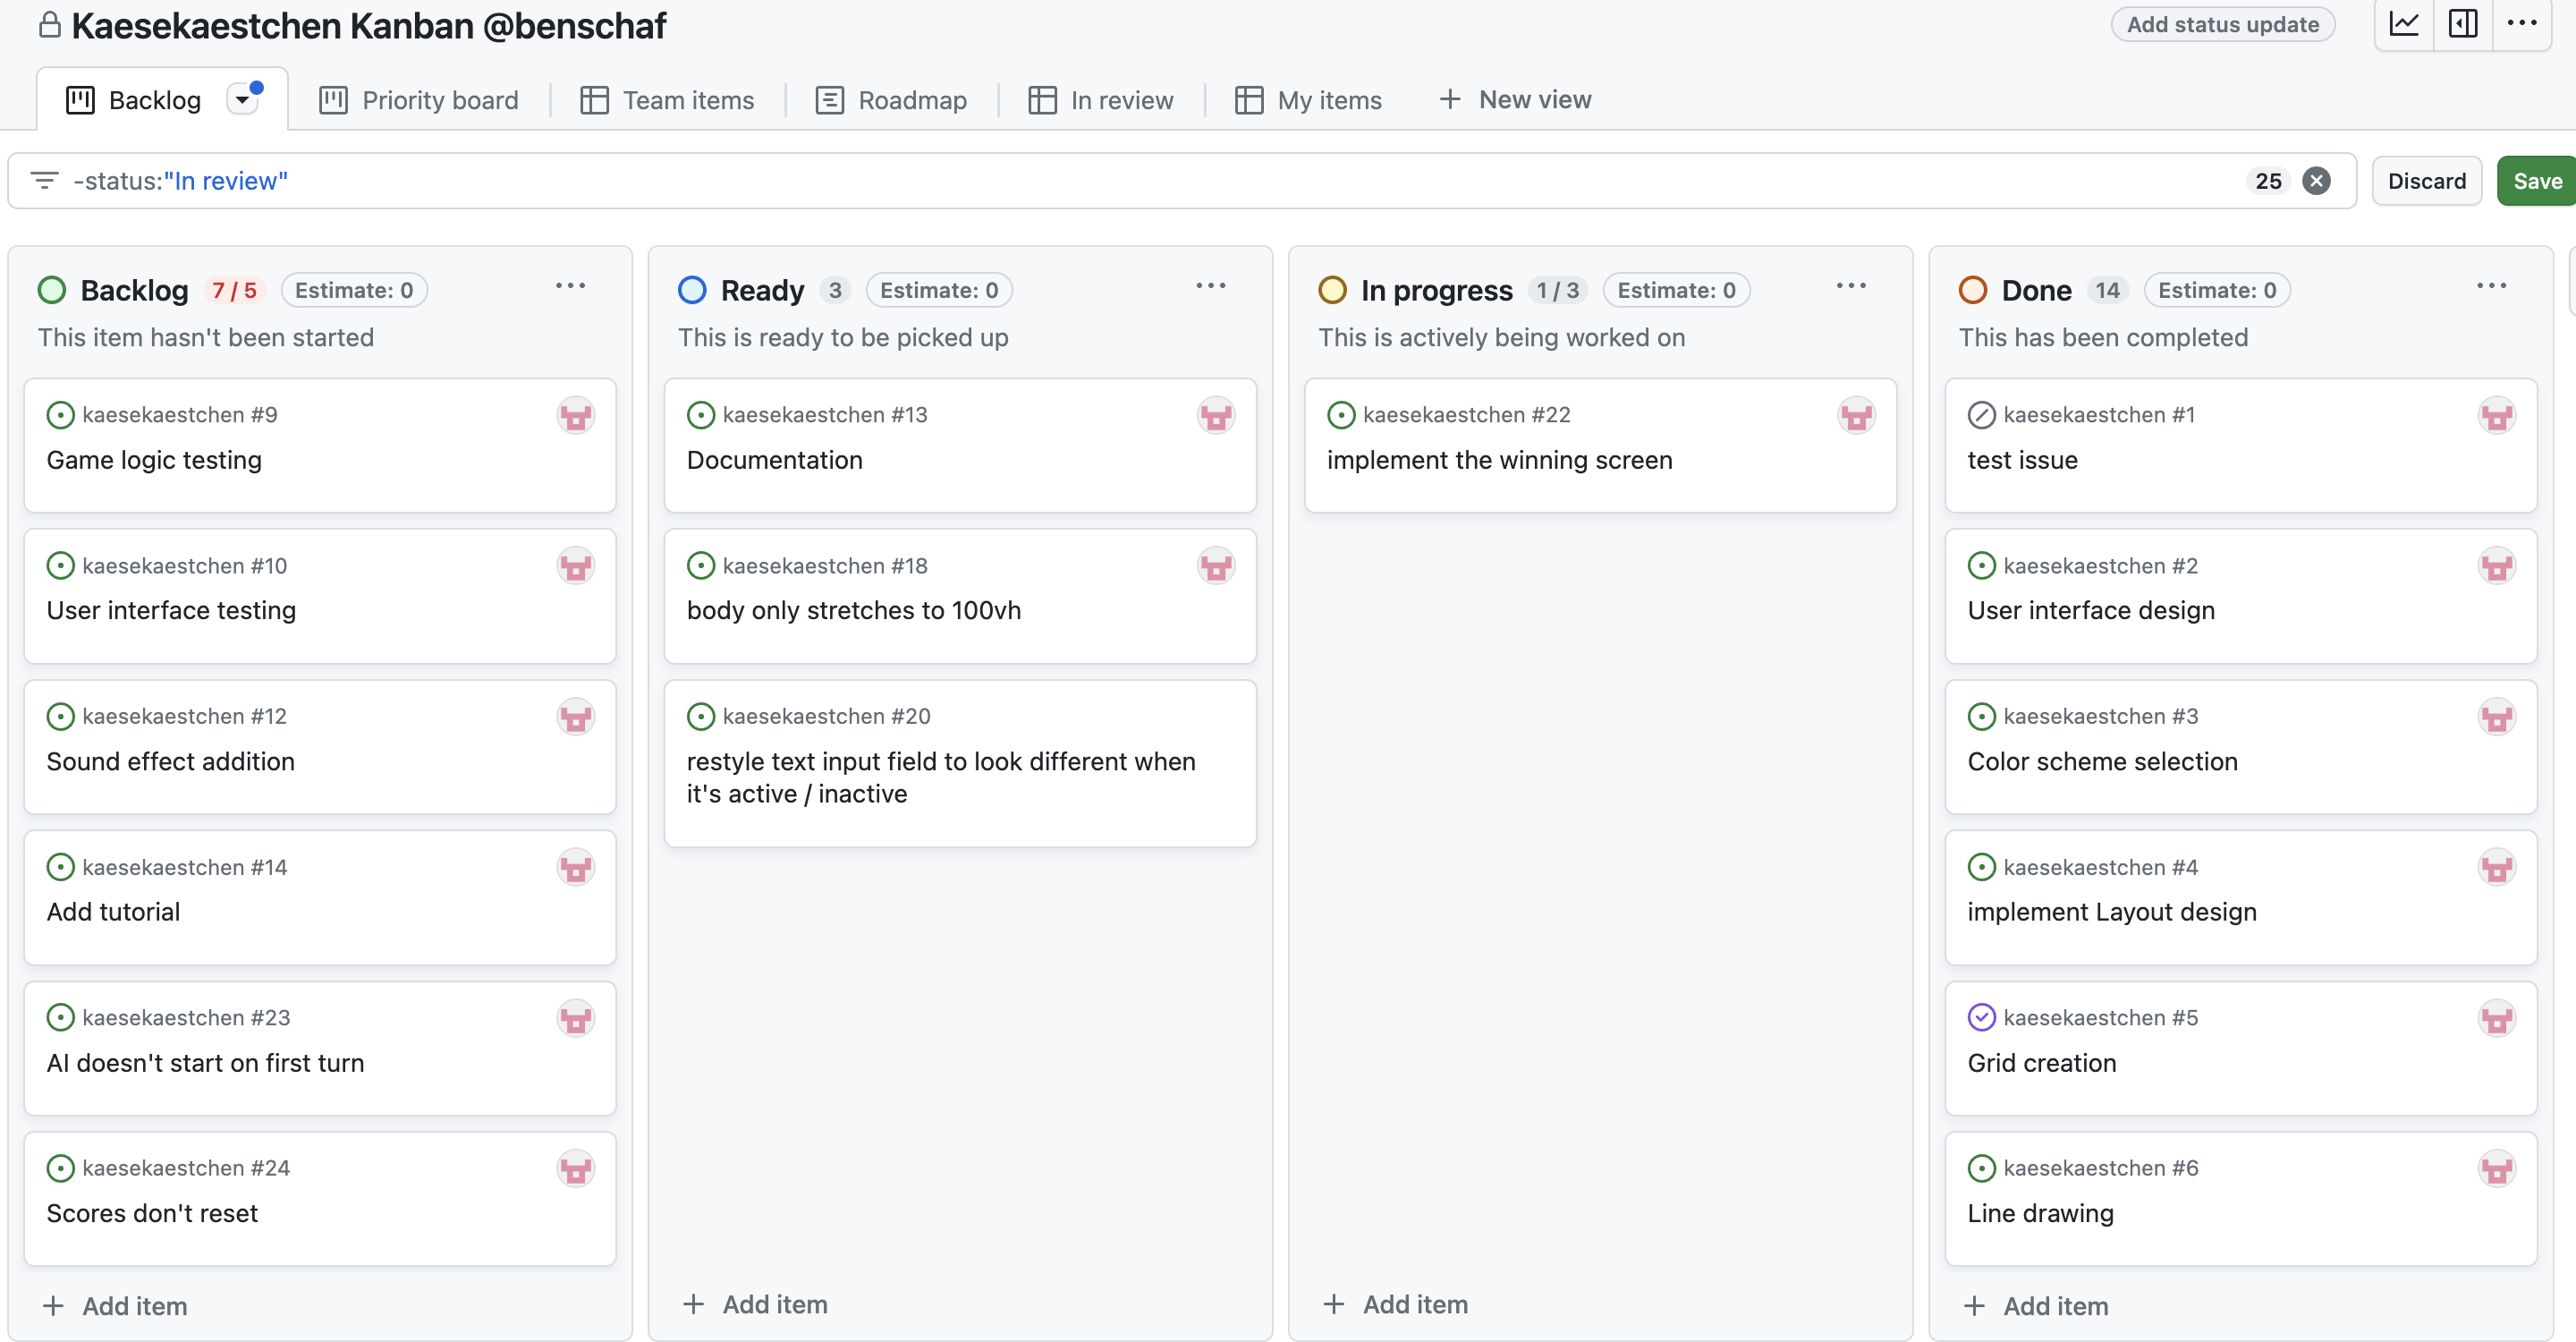 Kaesekaestchen Kanban @benschaf
Add status update
Backlog
Priority board
Team items
Roadmap
In review
My items
New view
-status:"In review"
25
Discard
Save
Backlog 7 / 5 Estimate: 0
This item hasn't been started
kaesekaestchen #9
Game logic testing
kaesekaestchen #10
User interface testing
kaesekaestchen #12
Sound effect addition
kaesekaestchen #14
Add tutorial
kaesekaestchen #23
AI doesn't start on first turn
kaesekaestchen #24
Scores don't reset
Add item
Ready 3 Estimate: 0
This is ready to be picked up
kaesekaestchen #13
Documentation
kaesekaestchen #18
body only stretches to 100vh
kaesekaestchen #20
restyle text input field to look different when
it's active / inactive
Add item
In progress 1 / 3 Estimate: 0
This is actively being worked on
kaesekaestchen #22
implement the winning screen
Add item
Done 14 Estimate: 0
This has been completed
kaesekaestchen #1
test issue
kaesekaestchen #2
User interface design
kaesekaestchen #3
Color scheme selection
kaesekaestchen #4
implement Layout design
kaesekaestchen #5
Grid creation
kaesekaestchen #6
Line drawing
Add item